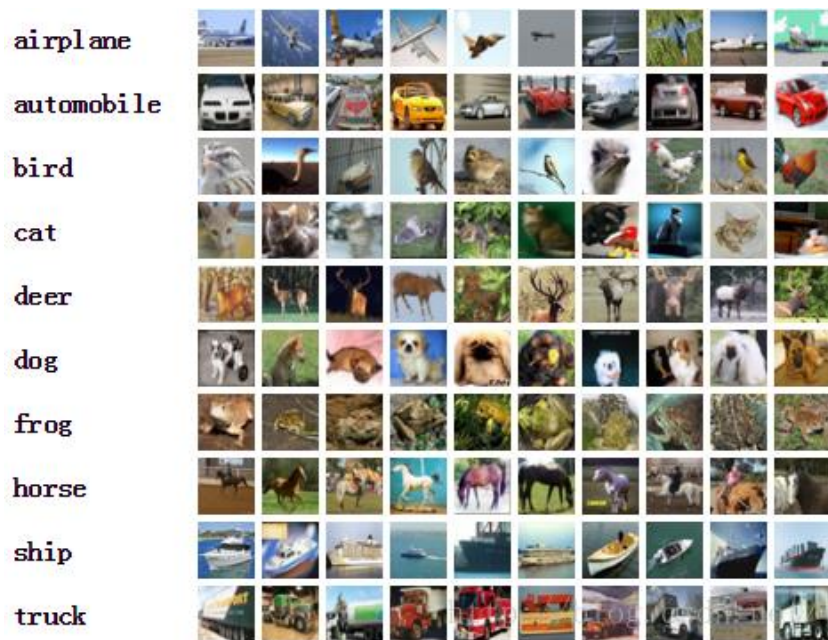 airplane
automobile
bird
cat
deer
dog
frog
horse
ship
truck